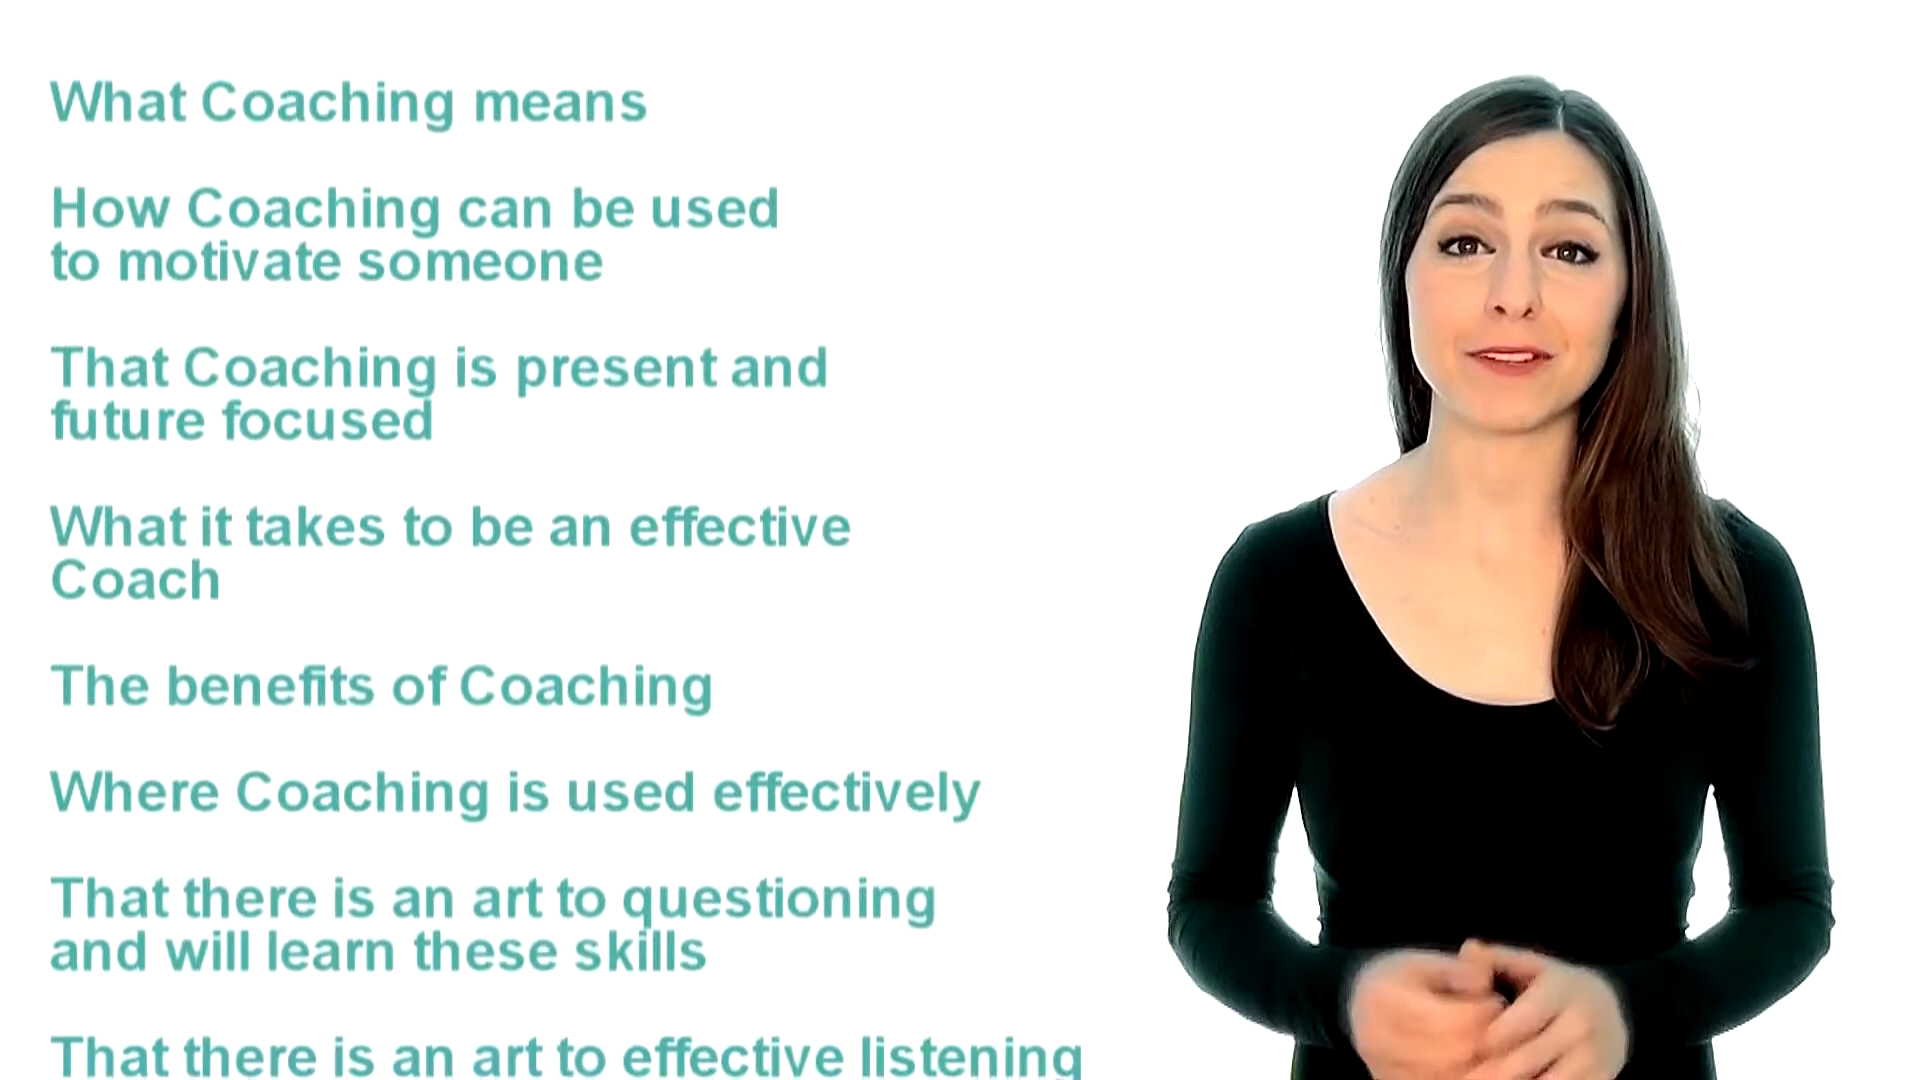 What Coaching means
How Coaching can be used
to motivate someone
That Coaching is present and
future focused
What it takes to be an effective
Coach
The benefits of Coaching
Where Coaching is used effectively
That there is an art to questioning
and will learn these skills
That there is an art to effective listening